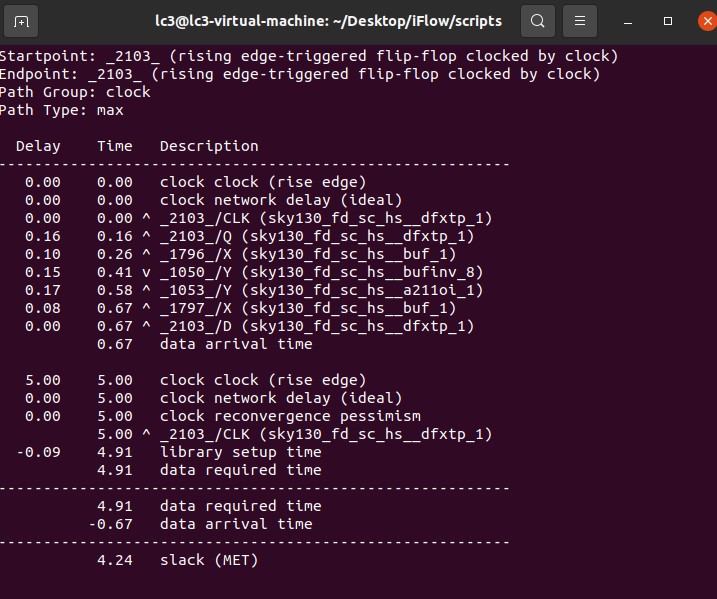 lc3@lc3-virtual-machine: ~/Desktop/iFlow/scripts
Startpoint: _2103_ (rising edge-triggered flip-flop clocked by clock)
Endpoint: _2103_ (rising edge-triggered flip-flop clocked by clock)
Path Group: clock
Path Type: max
  Delay    Time   Description
---------------------------------------------------------
   0.00    0.00   clock clock (rise edge)
   0.00    0.00   clock network delay (ideal)
   0.00    0.00 ^ _2103_/CLK (sky130_fd_sc_hs__dfxtp_1)
   0.16    0.16 ^ _2103_/Q (sky130_fd_sc_hs__dfxtp_1)
   0.10    0.26 ^ _1796_/X (sky130_fd_sc_hs__buf_1)
   0.15    0.41 v _1050_/Y (sky130_fd_sc_hs__bufinv_8)
   0.17    0.58 ^ _1053_/Y (sky130_fd_sc_hs__a211oi_1)
   0.08    0.67 ^ _1797_/X (sky130_fd_sc_hs__buf_1)
   0.00    0.67 ^ _2103_/D (sky130_fd_sc_hs__dfxtp_1)
           0.67   data arrival time
   5.00    5.00   clock clock (rise edge)
   0.00    5.00   clock network delay (ideal)
   0.00    5.00   clock reconvergence pessimism
           5.00 ^ _2103_/CLK (sky130_fd_sc_hs__dfxtp_1)
  -0.09    4.91   library setup time
           4.91   data required time
---------------------------------------------------------
           4.91   data required time
          -0.67   data arrival time
---------------------------------------------------------
           4.24   slack (MET)